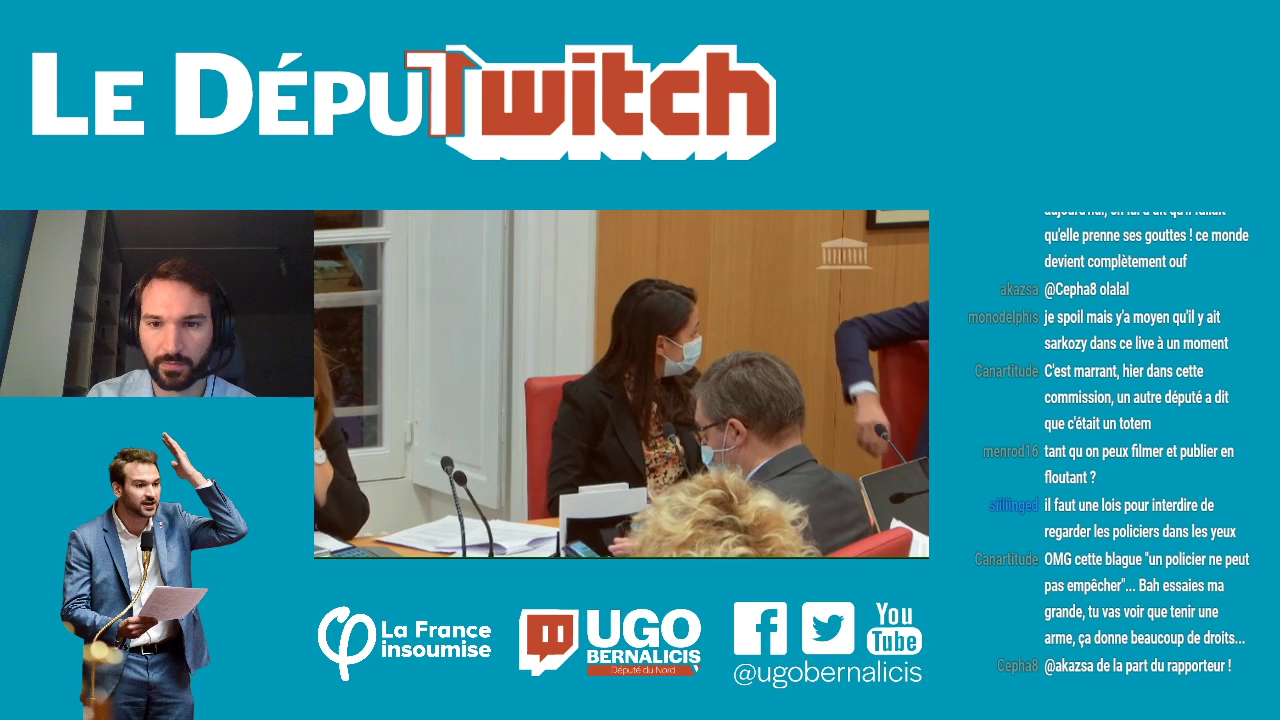 LE DÉPUTwitch
qu'elle prenne ses gouttes ! ce monde
devient complètement ouf
akazsa @Cepha8 olalal
monodelphis je spoil mais y'a moyen qu'il y ait
sarkozy dans ce live à un moment
Canartitude C'est marrant, hier dans cette
commission, un autre député a dit
que c'était un totem
menrod16 tant qu on peux filmer et publier en
floutant ?
siiiiinged il faut une lois pour interdire de
regarder les policiers dans les yeux
Canartitude OMG cette blague "un policier ne peut
pas empêcher"... Bah essaies ma
grande, tu vas voir que tenir une
arme, ça donne beaucoup de droits...
Cepha8 @akazsa de la part du rapporteur !
La France
insoumise
UGO
BERNALICIS
Député du Nord
You
Tube
@ugobernalicis